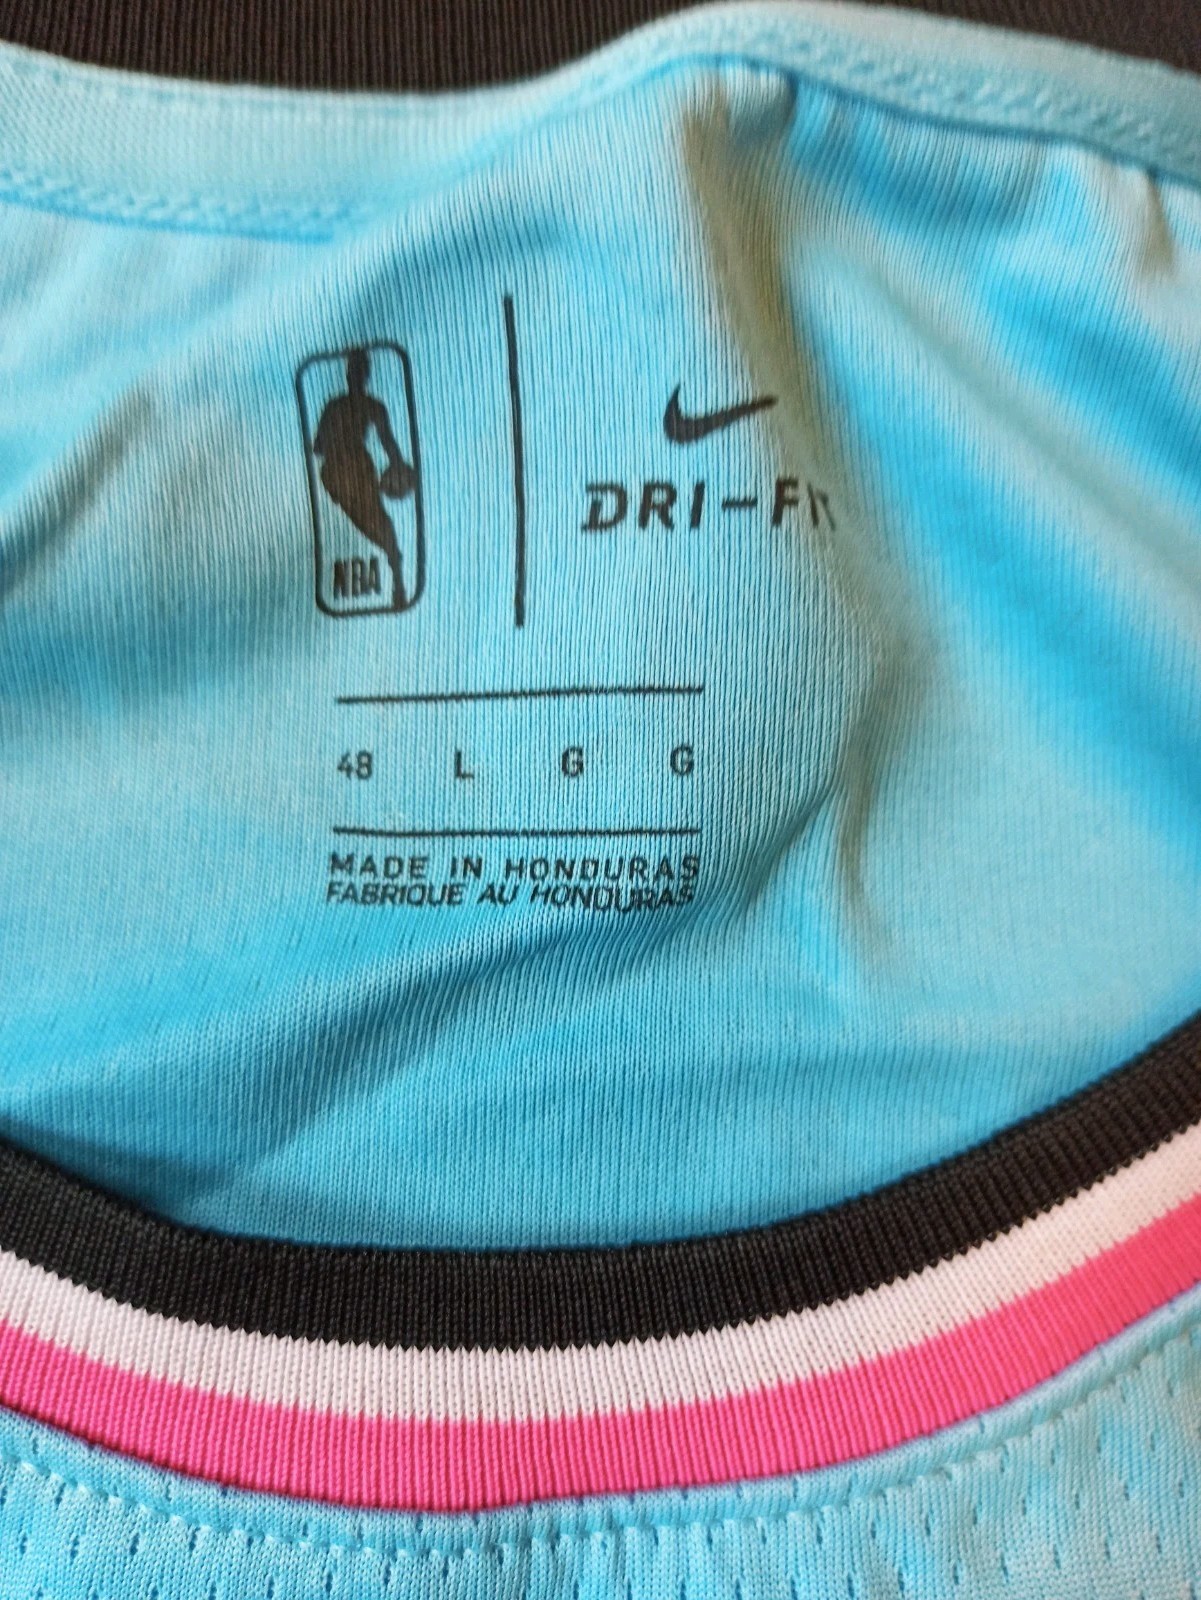 NBA
DRI-FIT
48 L G G
MADE IN HONDURAS
FABRIQUE AU HONDURAS